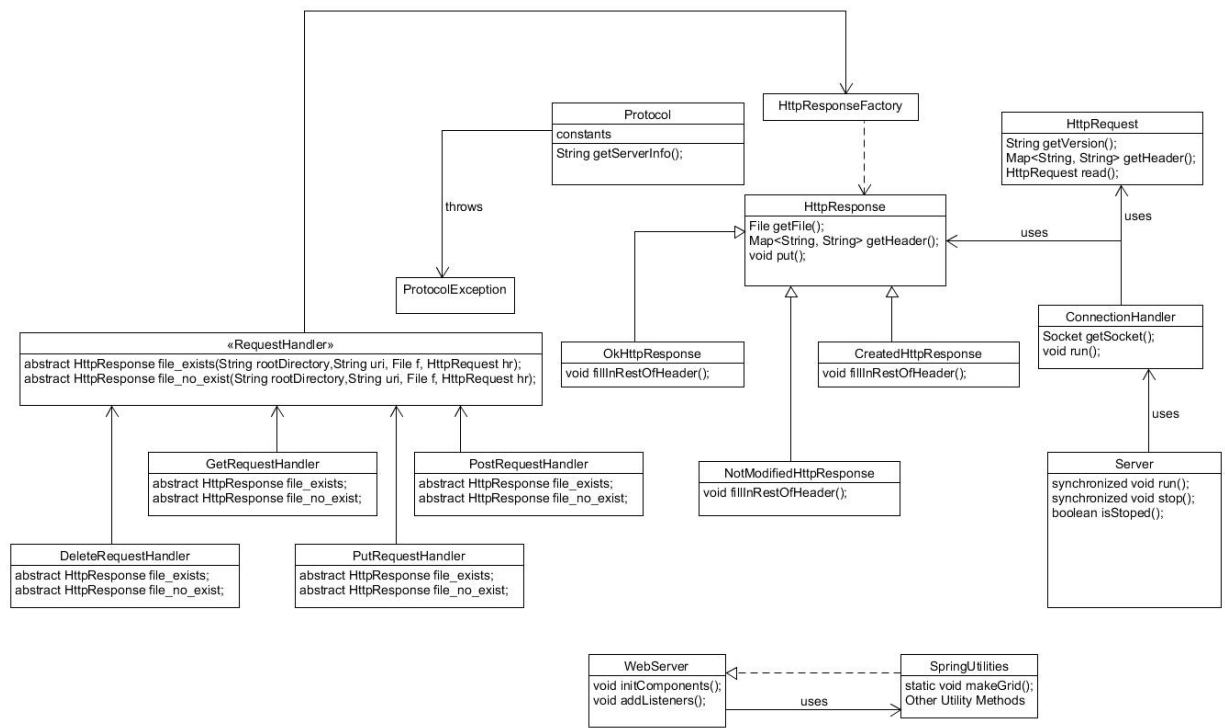 HttpResponseFactory
Protocol
constants
String getServerInfo();
HttpRequest
String getVersion();
Map<String, String> getHeader();
HttpRequest read();
throws
HttpResponse
File getFile();
Map<String, String> getHeader();
void put();
uses
uses
ProtocolException
«RequestHandler»
abstract HttpResponse file_exists(String rootDirectory,String uri, File f, HttpRequest hr);
abstract HttpResponse file_no_exist(String rootDirectory,String uri, File f, HttpRequest hr);
OkHttpResponse
void fillInRestOfHeader();
CreatedHttpResponse
void fillInRestOfHeader();
ConnectionHandler
Socket getSocket();
void run();
uses
GetRequestHandler
abstract HttpResponse file_exists;
abstract HttpResponse file_no_exist;
PostRequestHandler
abstract HttpResponse file_exists;
abstract HttpResponse file_no_exist;
NotModifiedHttpResponse
void fillInRestOfHeader();
Server
synchronized void run();
synchronized void stop();
boolean isStoped();
DeleteRequestHandler
abstract HttpResponse file_exists;
abstract HttpResponse file_no_exist;
PutRequestHandler
abstract HttpResponse file_exists;
abstract HttpResponse file_no_exist;
WebServer
void initComponents();
void addListeners();
uses
SpringUtilities
static void makeGrid();
Other Utility Methods